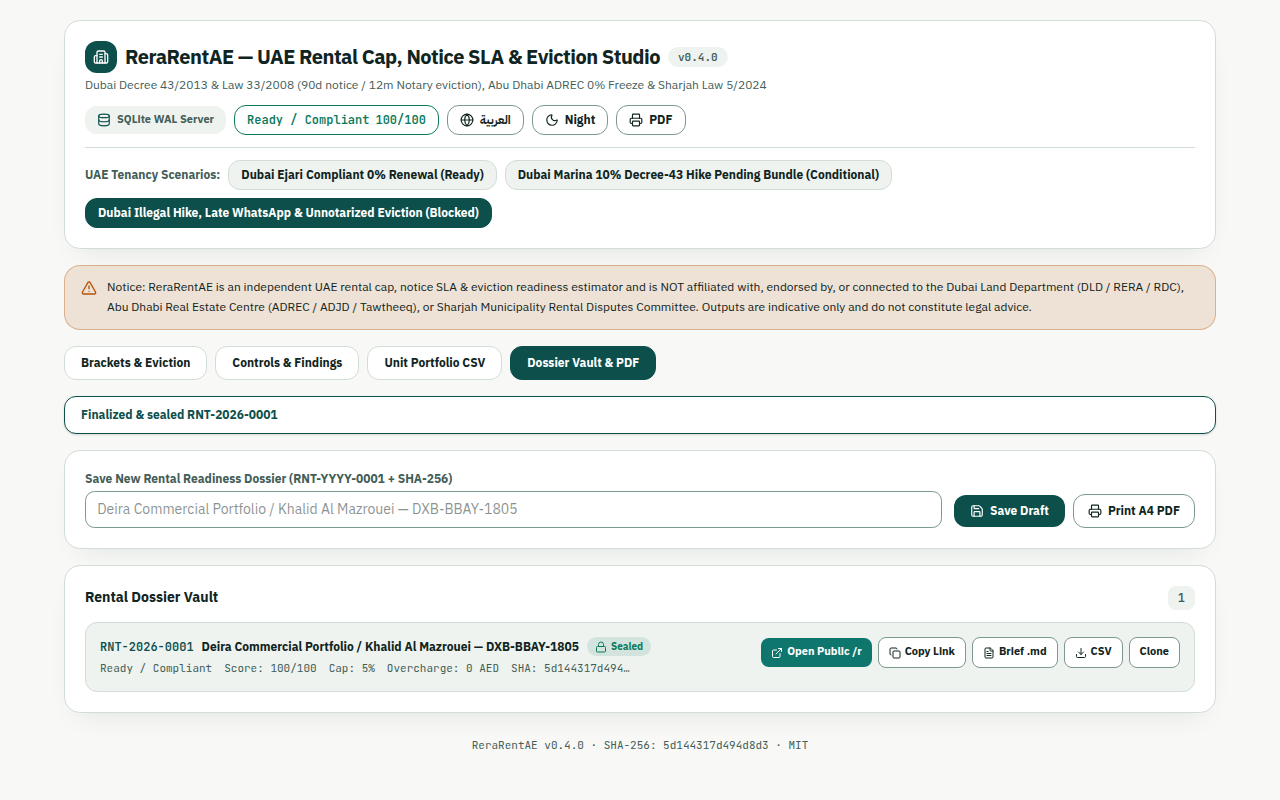 ReraRentAE — UAE Rental Cap, Notice SLA & Eviction Studio v0.4.0
Dubai Decree 43/2013 & Law 33/2008 (90d notice / 12m Notary eviction), Abu Dhabi ADREC 0% Freeze & Sharjah Law 5/2024
SQLite WAL Server Ready / Compliant 100/100 العربية Night PDF
UAE Tenancy Scenarios: Dubai Ejari Compliant 0% Renewal (Ready) Dubai Marina 10% Decree-43 Hike Pending Bundle (Conditional)
Dubai Illegal Hike, Late WhatsApp & Unnotarized Eviction (Blocked)
Notice: ReraRentAE is an independent UAE rental cap, notice SLA & eviction readiness estimator and is NOT affiliated with, endorsed by, or connected to the Dubai Land Department (DLD / RERA / RDC),
Abu Dhabi Real Estate Centre (ADREC / ADJD / Tawtheeq), or Sharjah Municipality Rental Disputes Committee. Outputs are indicative only and do not constitute legal advice.
Brackets & Eviction Controls & Findings Unit Portfolio CSV Dossier Vault & PDF
Finalized & sealed RNT-2026-0001
Save New Rental Readiness Dossier (RNT-YYYY-0001 + SHA-256)
Deira Commercial Portfolio / Khalid Al Mazrouei — DXB-BBAY-1805 Save Draft Print A4 PDF
Rental Dossier Vault 1
RNT-2026-0001 Deira Commercial Portfolio / Khalid Al Mazrouei — DXB-BBAY-1805 Sealed Open Public /r Copy Link Brief .md CSV Clone
Ready / Compliant Score: 100/100 Cap: 5% Overcharge: 0 AED SHA: 5d144317d494…
ReraRentAE v0.4.0 · SHA-256: 5d144317d494d8d3 · MIT